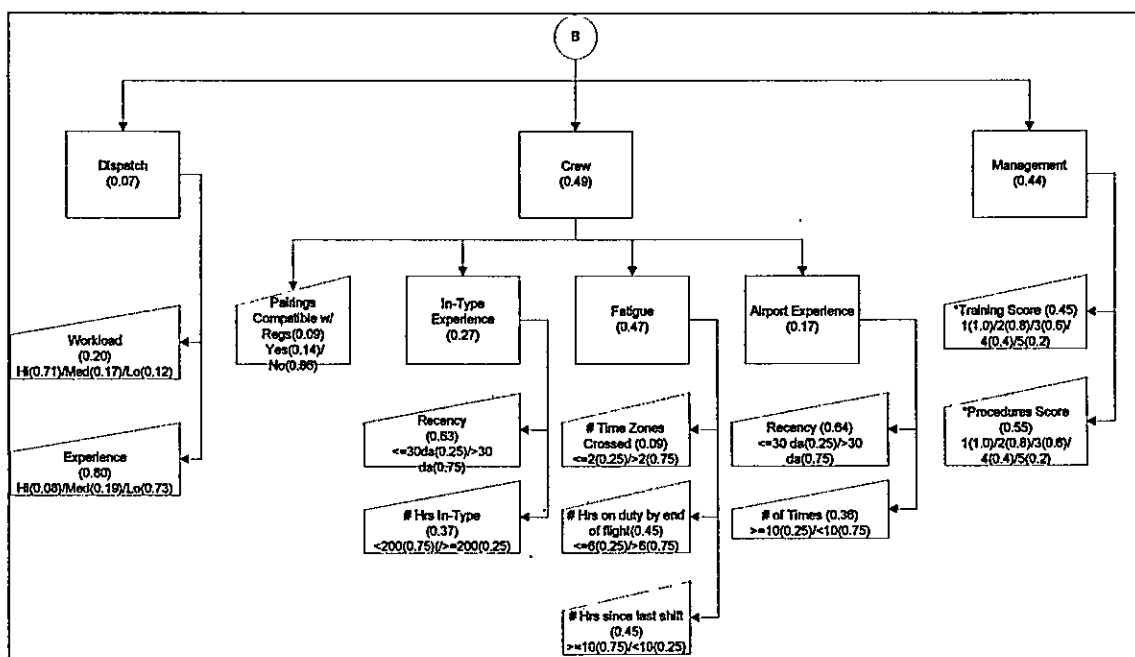 B
Dispatch
(0.07)
Crew
(0.49)
Management
(0.44)
Pairings
Compatible w/
Regs(0.09)
Yes(0.14)/
No(0.86)
In-Type
Experience
(0.27)
Fatigue
(0.47)
Airport Experience
(0.17)
Workload
(0.20)
Hi(0.71)/Med(0.17)/Lo(0.12)
Experience
(0.80)
Hi(0.08)/Med(0.19)/Lo(0.73)
Recency
(0.63)
<=30da(0.25)/>30
da(0.75)
# Hrs In-Type
(0.37)
<200(0.75)(/>=200(0.25)
# Time Zones
Crossed (0.09)
<=2(0.25)/>2(0.75)
# Hrs on duty by end
of flight(0.45)
<=6(0.25)/>6(0.75)
# Hrs since last shift
(0.45)
>=10(0.75)/<10(0.25)
Recency (0.64)
<=30 da(0.25)/>30
da(0.75)
# of Times (0.36)
>=10(0.25)/<10(0.75)
*Training Score (0.45)
1(1.0)/2(0.8)/3(0.6)/
4(0.4)/5(0.2)
*Procedures Score
(0.55)
1(1.0)/2(0.8)/3(0.6)/
4(0.4)/5(0.2)